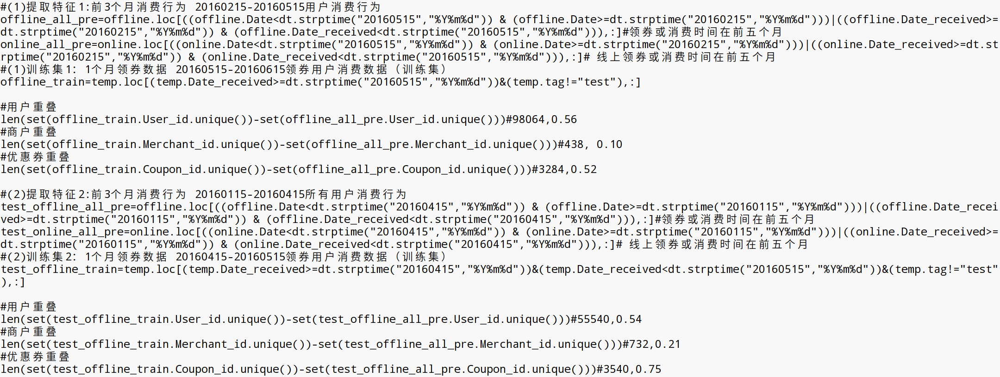 #(1)提取特征1:前3个月消费行为 20160215-20160515用户消费行为
offline_all_pre=offline.loc[((offline.Date<dt.strptime("20160515","%Y%m%d")) & (offline.Date>=dt.strptime("20160215","%Y%m%d")))|((offline.Date_received>=
dt.strptime("20160215","%Y%m%d")) & (offline.Date_received<dt.strptime("20160515","%Y%m%d"))),:]#领券或消费时间在前五个月
online_all_pre=online.loc[((online.Date<dt.strptime("20160515","%Y%m%d")) & (online.Date>=dt.strptime("20160215","%Y%m%d")))|((online.Date_received>=dt.st
rptime("20160215","%Y%m%d")) & (online.Date_received<dt.strptime("20160515","%Y%m%d"))),:]# 线上领券或消费时间在前五个月
#(1)训练集1：1个月领券数据 20160515-20160615领券用户消费数据（训练集）
offline_train=temp.loc[(temp.Date_received>=dt.strptime("20160515","%Y%m%d"))&(temp.tag!="test"),:]
#用户重叠
len(set(offline_train.User_id.unique())-set(offline_all_pre.User_id.unique()))#98064,0.56
#商户重叠
len(set(offline_train.Merchant_id.unique())-set(offline_all_pre.Merchant_id.unique()))#438, 0.10
#优惠券重叠
len(set(offline_train.Coupon_id.unique())-set(offline_all_pre.Coupon_id.unique()))#3284,0.52
#(2)提取特征2:前3个月消费行为 20160115-20160415所有用户消费行为
test_offline_all_pre=offline.loc[((offline.Date<dt.strptime("20160415","%Y%m%d")) & (offline.Date>=dt.strptime("20160115","%Y%m%d")))|((offline.Date_recei
ved>=dt.strptime("20160115","%Y%m%d")) & (offline.Date_received<dt.strptime("20160415","%Y%m%d"))),:]#领券或消费时间在前五个月
test_online_all_pre=online.loc[((online.Date<dt.strptime("20160415","%Y%m%d")) & (online.Date>=dt.strptime("20160115","%Y%m%d")))|((online.Date_received>=
dt.strptime("20160115","%Y%m%d")) & (online.Date_received<dt.strptime("20160415","%Y%m%d"))),:]# 线上领券或消费时间在前五个月
#(2)训练集2：1个月领券数据 20160415-20160515领券用户消费数据（训练集）
test_offline_train=temp.loc[(temp.Date_received>=dt.strptime("20160415","%Y%m%d"))&(temp.Date_received<dt.strptime("20160515","%Y%m%d"))&(temp.tag!="test"
),:]
#用户重叠
len(set(test_offline_train.User_id.unique())-set(test_offline_all_pre.User_id.unique()))#55540,0.54
#商户重叠
len(set(test_offline_train.Merchant_id.unique())-set(test_offline_all_pre.Merchant_id.unique()))#732,0.21
#优惠券重叠
len(set(test_offline_train.Coupon_id.unique())-set(test_offline_all_pre.Coupon_id.unique()))#3540,0.75